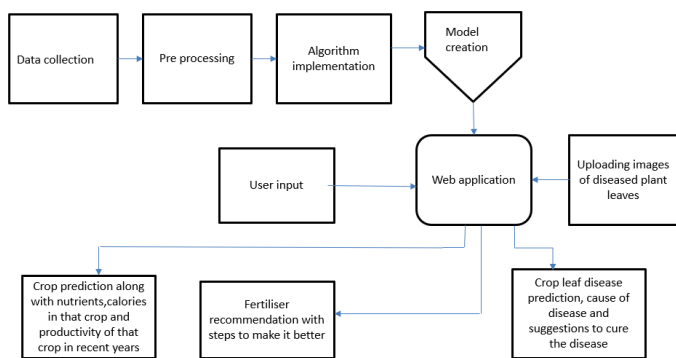 Data collection
Pre processing
Algorithm
implementation
Model
creation
User input
Web application
Uploading images
of diseased plant
leaves
Crop prediction along
with nutrients,calories
in that crop and
productivity of that
crop in recent years
Fertiliser
recommendation with
steps to make it better
Crop leaf disease
prediction, cause of
disease and
suggestions to cure
the disease